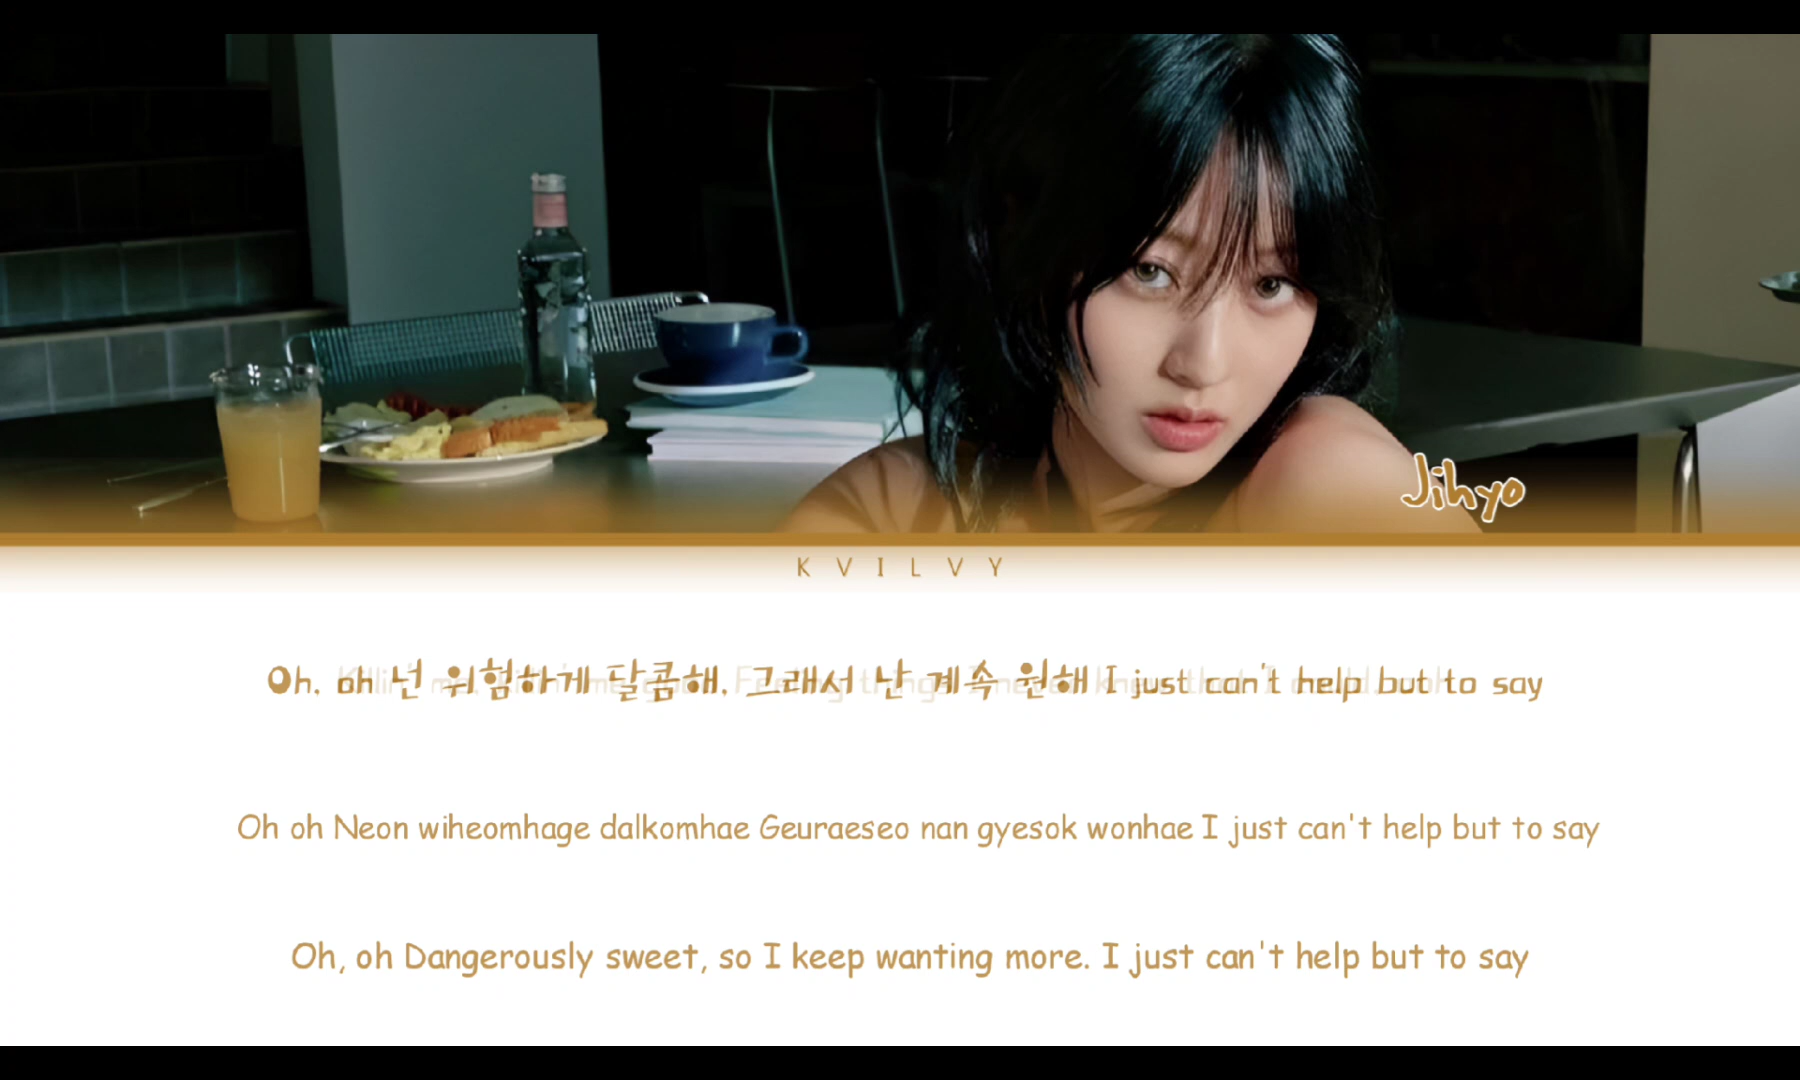 Jihyo
KVILVY
Oh, oh 넌 위험하게 달콤해, 그래서 난 계속 원해 I just can't help but to say
Oh oh Neon wiheomhage dalkomhae Geuraeseo nan gyesok wonhae I just can't help but to say
Oh, oh Dangerously sweet, so I keep wanting more. I just can't help but to say